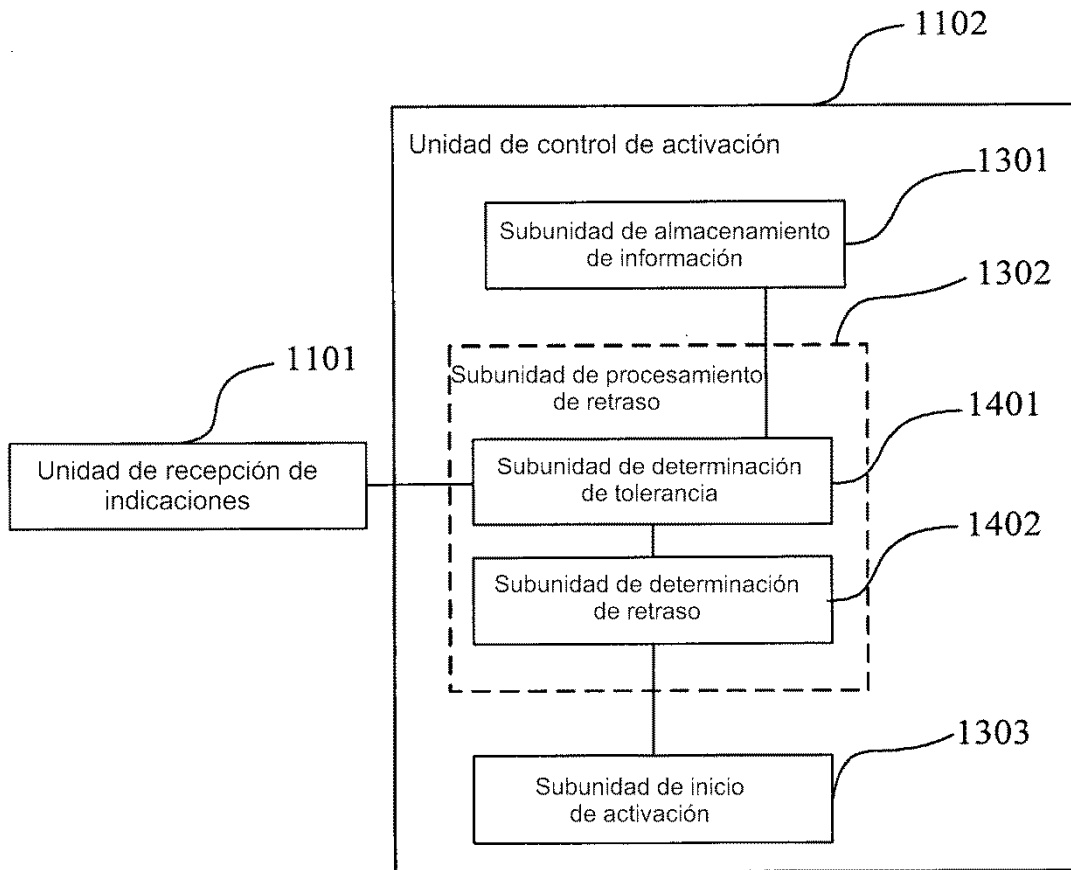 1102
Unidad de control de activación
1301
Subunidad de almacenamiento
de información
1302
1101
Subunidad de procesamiento
de retraso
1401
Unidad de recepción de
indicaciones
Subunidad de determinación
de tolerancia
1402
Subunidad de determinación
de retraso
1303
Subunidad de inicio
de activación